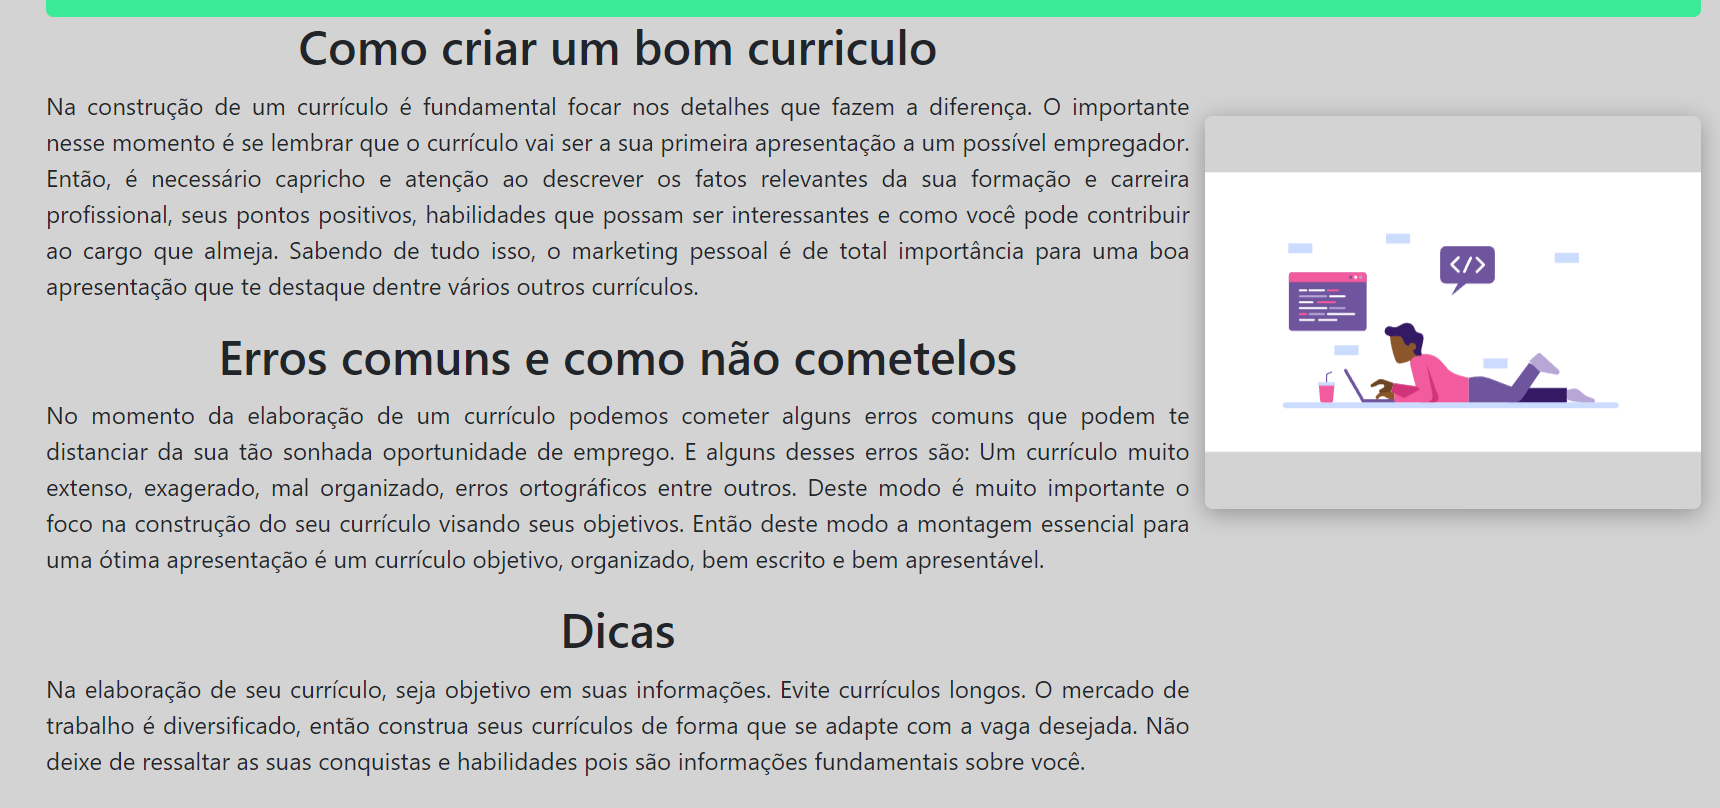 Como criar um bom curriculo
Na construção de um currículo é fundamental focar nos detalhes que fazem a diferença. O importante
nesse momento é se lembrar que o currículo vai ser a sua primeira apresentação a um possível empregador.
Então, é necessário capricho e atenção ao descrever os fatos relevantes da sua formação e carreira
profissional, seus pontos positivos, habilidades que possam ser interessantes e como você pode contribuir
ao cargo que almeja. Sabendo de tudo isso, o marketing pessoal é de total importância para uma boa
apresentação que te destaque dentre vários outros currículos.
Erros comuns e como não cometelos
No momento da elaboração de um currículo podemos cometer alguns erros comuns que podem te
distanciar da sua tão sonhada oportunidade de emprego. E alguns desses erros são: Um currículo muito
extenso, exagerado, mal organizado, erros ortográficos entre outros. Deste modo é muito importante o
foco na construção do seu currículo visando seus objetivos. Então deste modo a montagem essencial para
uma ótima apresentação é um currículo objetivo, organizado, bem escrito e bem apresentável.
Dicas
Na elaboração de seu currículo, seja objetivo em suas informações. Evite currículos longos. O mercado de
trabalho é diversificado, então construa seus currículos de forma que se adapte com a vaga desejada. Não
deixe de ressaltar as suas conquistas e habilidades pois são informações fundamentais sobre você.
</>